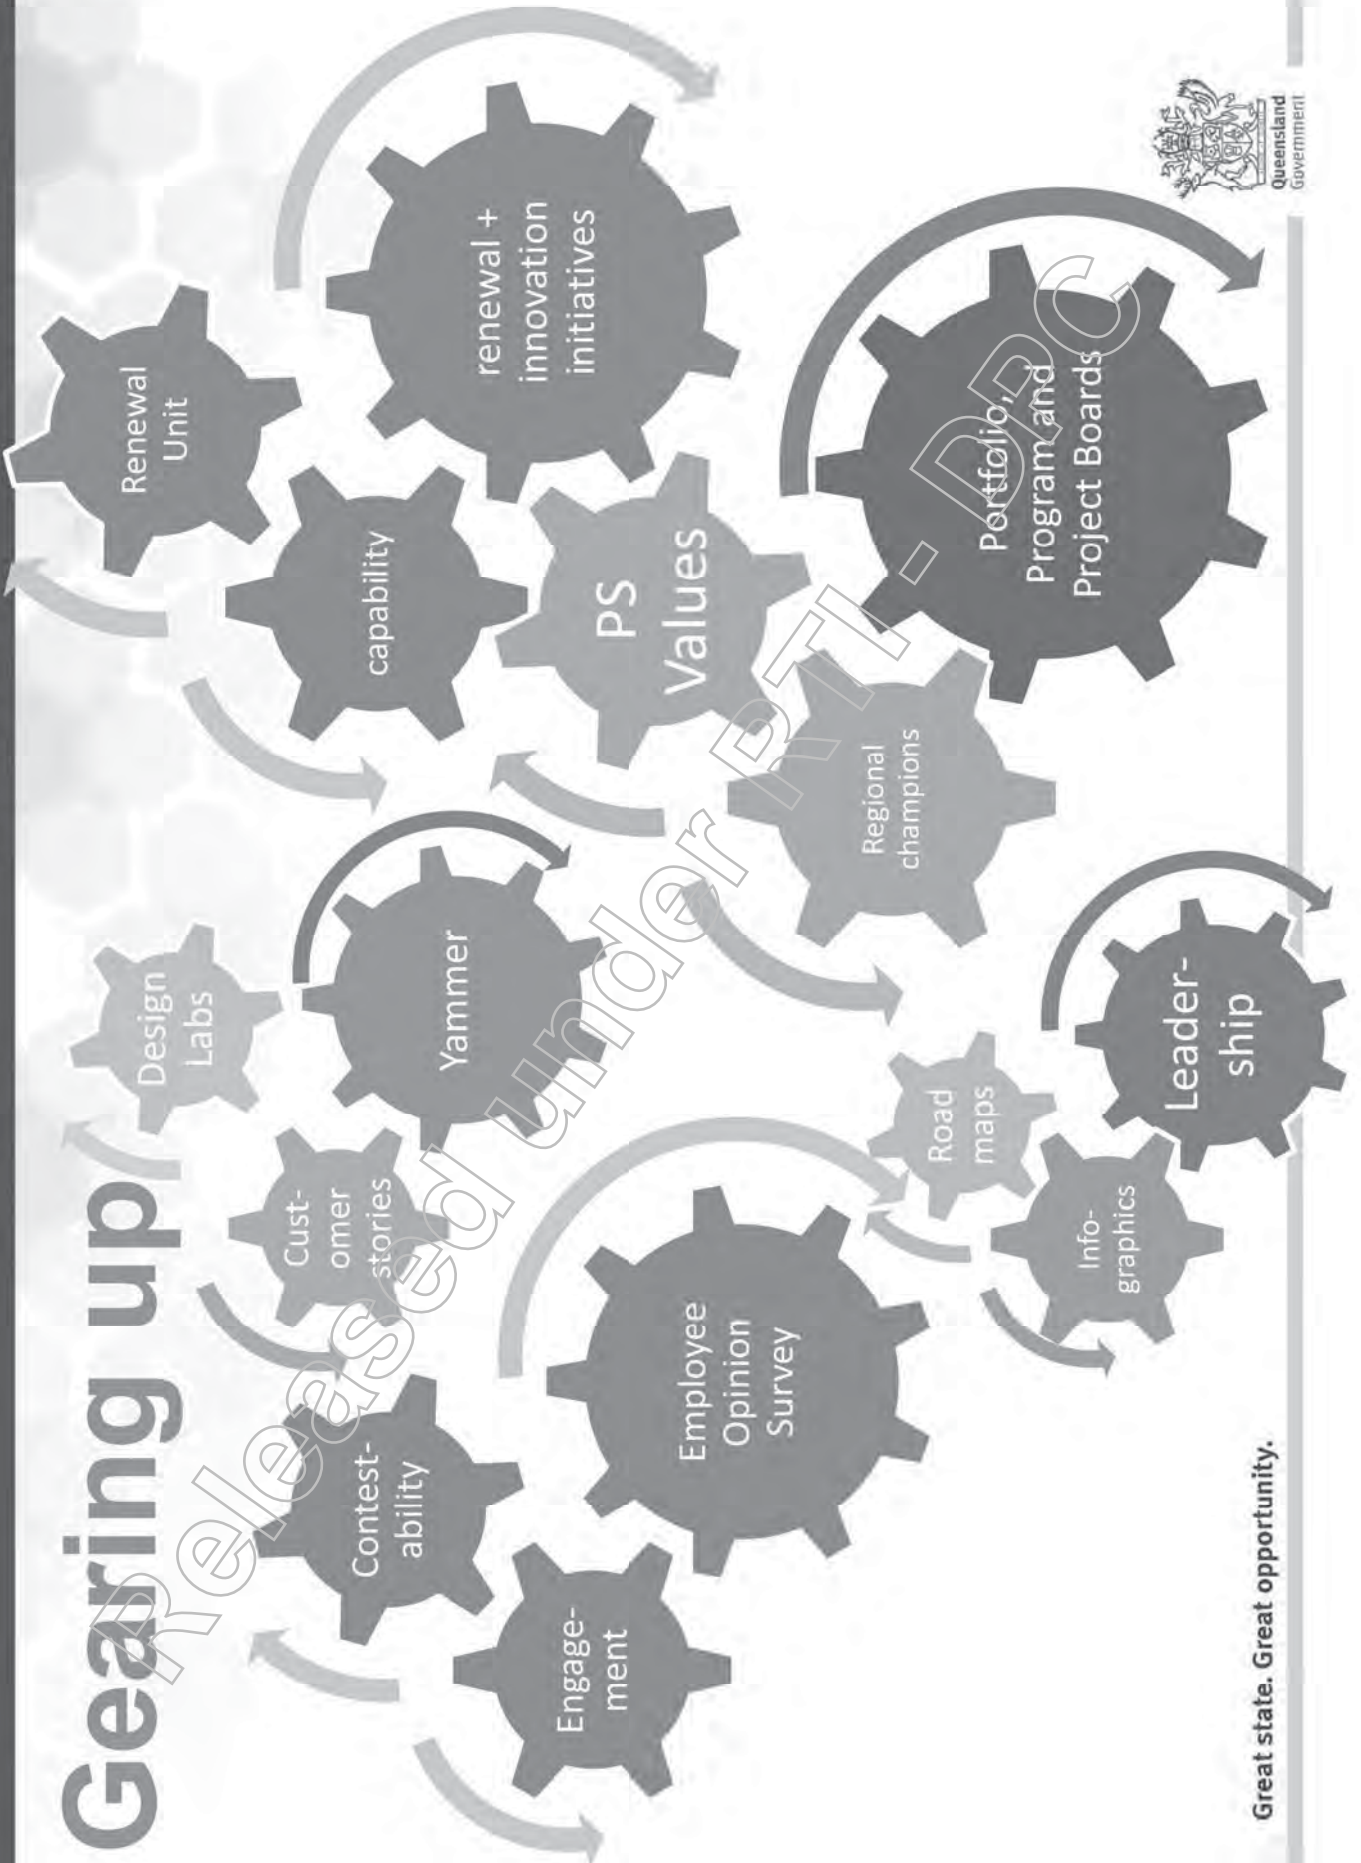 Gearing up
Design
Labs
Renewal
Unit
Cust-
omer
stories
Yammer
capability
renewal +
innovation
initiatives
Contest-
ability
PS
Values
Engage-
ment
Employee
Opinion
Survey
Regional
champions
Road
maps
Portfolio,
Program and
Project Boards
Info-
graphics
Leader-
ship
Great state. Great opportunity.
Queensland
Government
Released under RTI - DPC